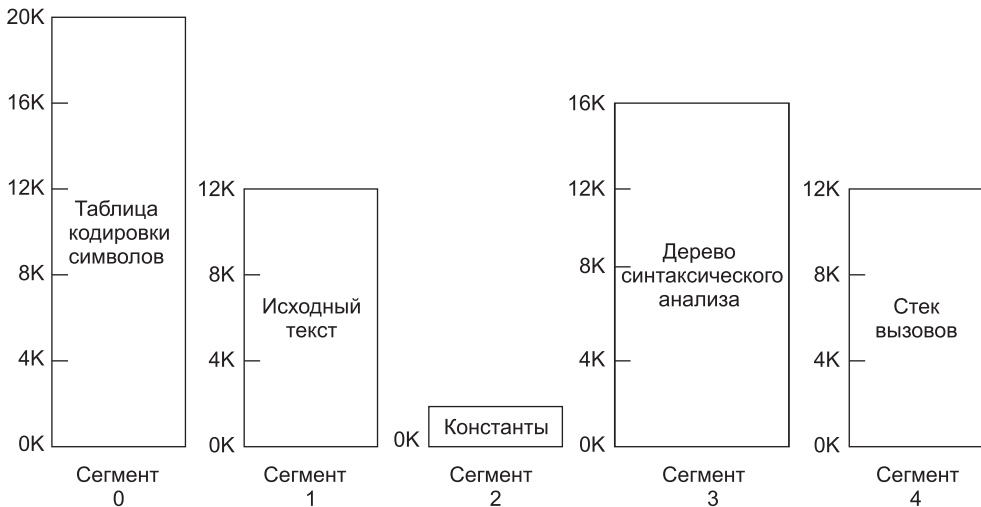 20K
16K
12K
8K
4K
0K
Таблица
кодировки
символов
Сегмент
0
12K
8K
4K
0K
Исходный
текст
Сегмент
1
0K
Константы
Сегмент
2
16K
12K
8K
4K
0K
Дерево
синтаксического
анализа
Сегмент
3
12K
8K
4K
0K
Стек
вызовов
Сегмент
4